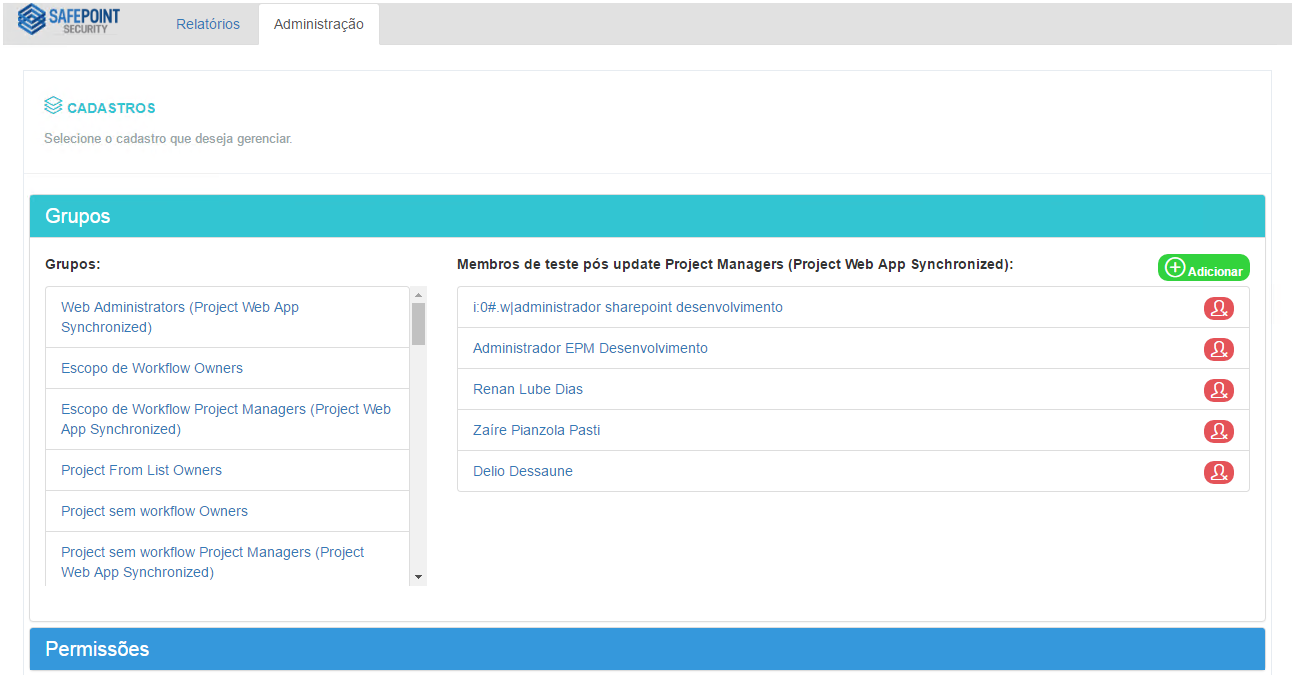 SAFEPOINT
SECURITY
Relatórios
Administração
CADASTROS
Selecione o cadastro que deseja gerenciar.
Grupos
Grupos:
Web Administrators (Project Web App
Synchronized)
Escopo de Workflow Owners
Escopo de Workflow Project Managers (Project Web
App Synchronized)
Project From List Owners
Project sem workflow Owners
Project sem workflow Project Managers (Project
Web App Synchronized)
Membros de teste pós update Project Managers (Project Web App Synchronized):
Adicionar
i:0#.w|administrador sharepoint desenvolvimento
Administrador EPM Desenvolvimento
Renan Lube Dias
Zaíre Pianzola Pasti
Delio Dessaune
Permissões